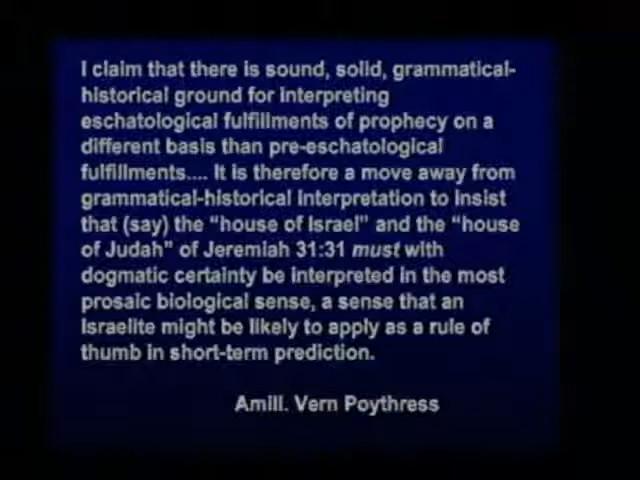 I claim that there is sound, solid, grammatical-
historical ground for interpreting
eschatological fulfillments of prophecy on a
different basis than pre-eschatological
fulfillments.... It is therefore a move away from
grammatical-historical interpretation to insist
that (say) the "house of Israel" and the "house
of Judah" of Jeremiah 31:31 must with
dogmatic certainty be interpreted in the most
prosaic biological sense, a sense that an
Israelite might be likely to apply as a rule of
thumb in short-term prediction.
Amill. Vern Poythress